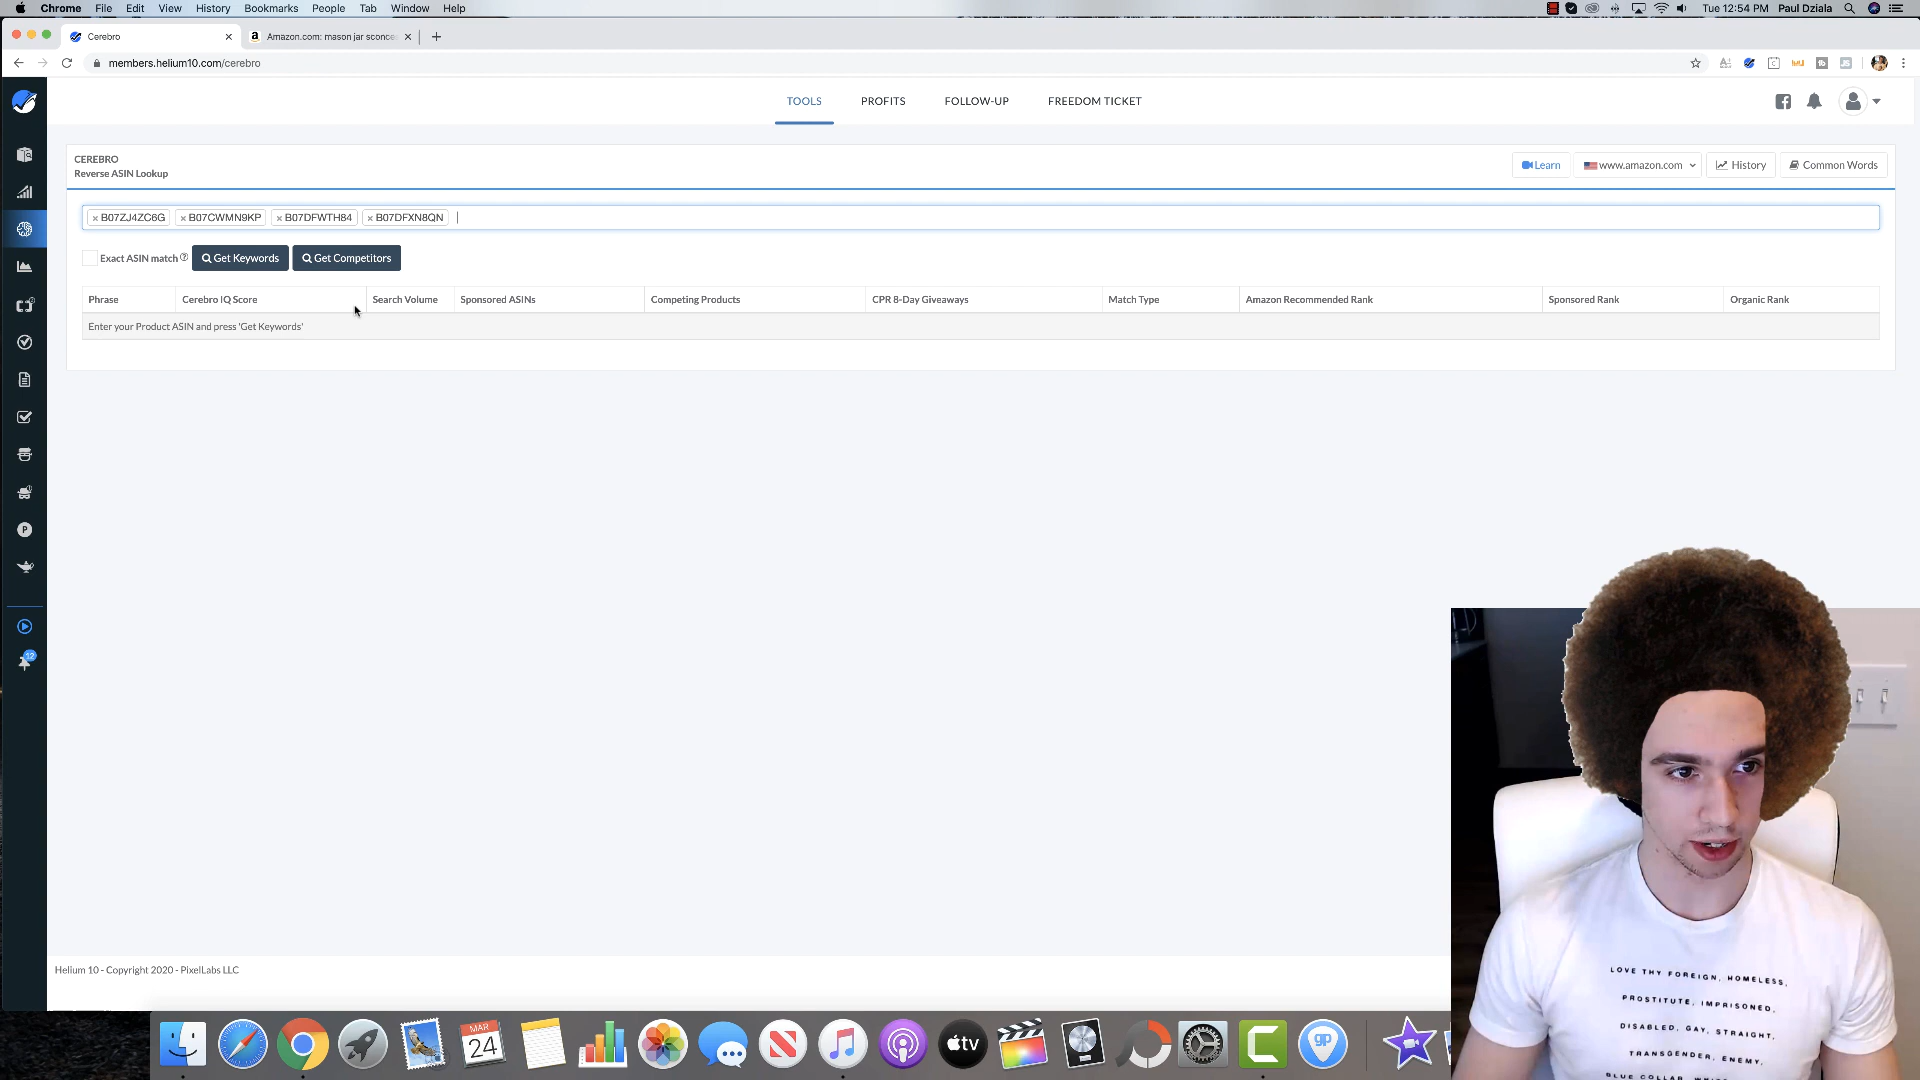 Chrome File Edit View History Bookmarks People Tab Window Help
Tue 12:54 PM Paul Dziala
Cerebro
Amazon.com: mason jar sconce
members.helium10.com/cerebro
TOOLS PROFITS FOLLOW-UP FREEDOM TICKET
CEREBRO
Reverse ASIN Lookup
Learn www.amazon.com History Common Words
× B07ZJ4ZC6G × B07CWMN9KP × B07DFWTH84 × B07DFXN8QN
Exact ASIN match Get Keywords Get Competitors
Phrase Cerebro IQ Score Search Volume Sponsored ASINs Competing Products CPR 8-Day Giveaways Match Type Amazon Recommended Rank Sponsored Rank Organic Rank
Enter your Product ASIN and press 'Get Keywords'
12
Helium 10 - Copyright 2020 - PixelLabs LLC
MAR
24
tv
gp
LOVE THY FOREIGN, HOMELESS,
PROSTITUTE, IMPRISONED,
DISABLED, GAY, STRAIGHT,
TRANSGENDER, ENEMY,
BLUE COLLAR,